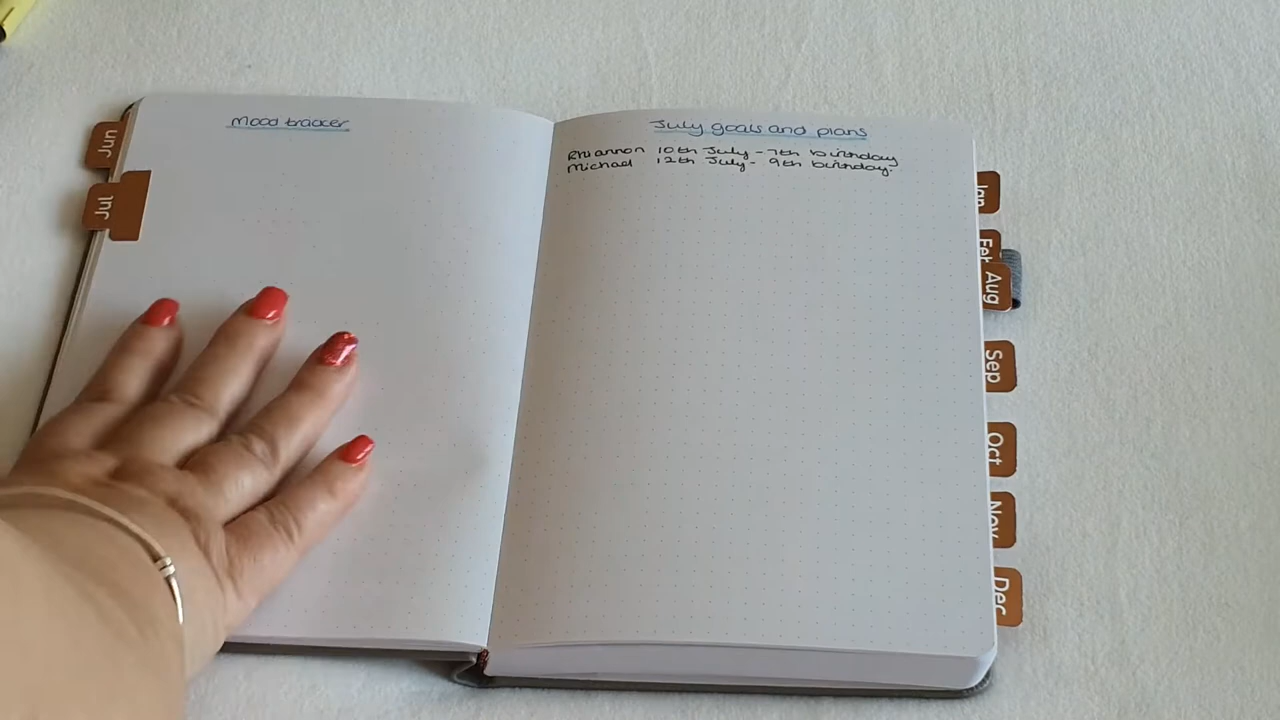 Mood tracker
July goals and plans
Rhiannon 10th July - 7th birthday
Michael 12th July - 9th birthday.
Jun
Jul
Jan
Feb
Aug
Sep
Oct
Nov
Dec